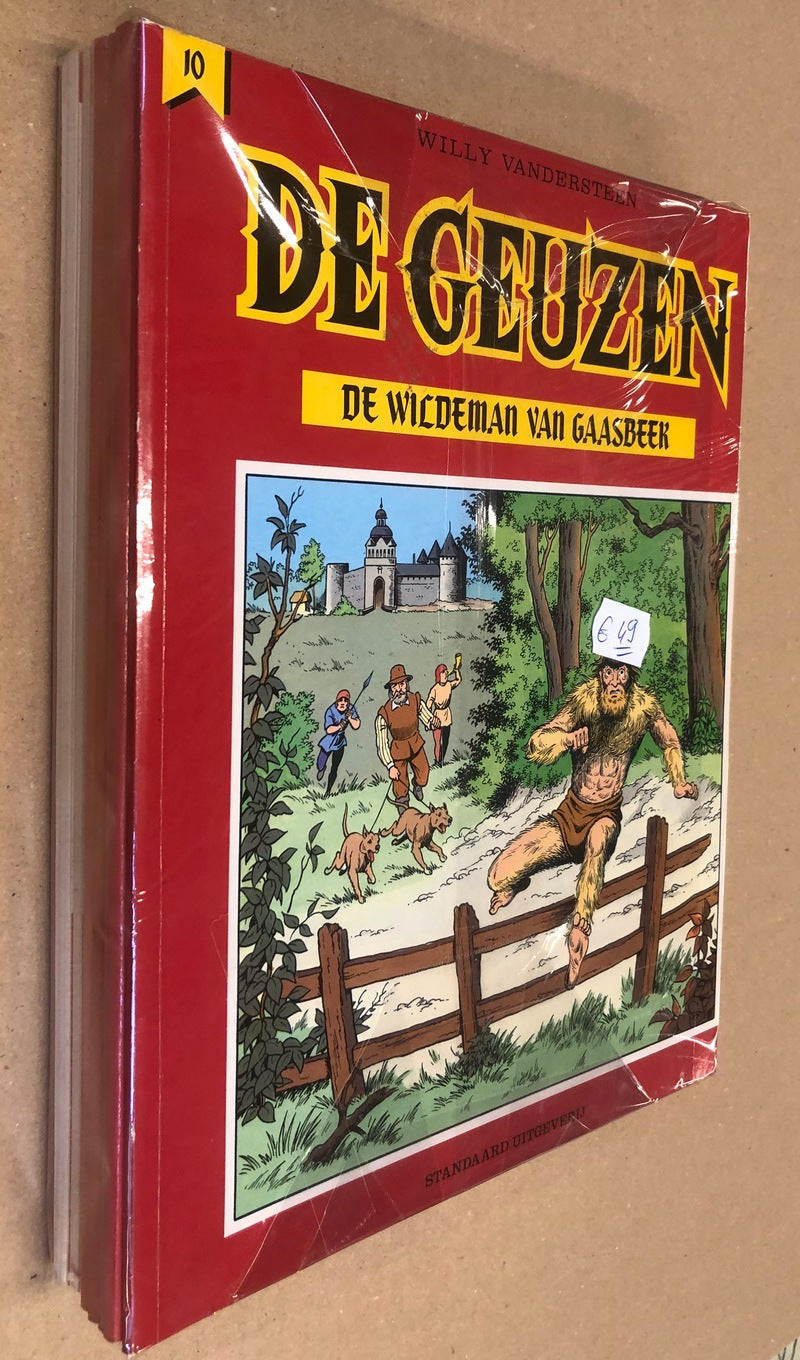 10
WILLY VANDERSTEEN
DE GEUZEN
DE WILDEMAN VAN GAASBEEK
€ 49
STANDAARD UITGEVERIJ